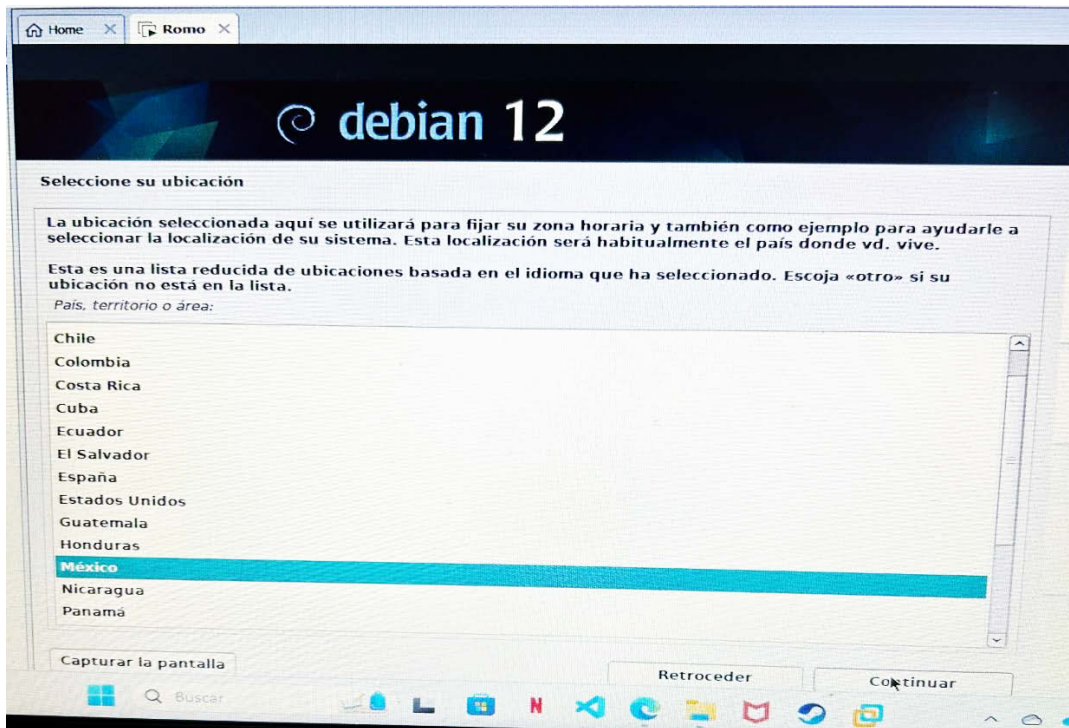 Home
Romo
debian 12
Seleccione su ubicación
La ubicación seleccionada aquí se utilizará para fijar su zona horaria y también como ejemplo para ayudarle a
seleccionar la localización de su sistema. Esta localización será habitualmente el país donde vd. vive.
Esta es una lista reducida de ubicaciones basada en el idioma que ha seleccionado. Escoja «otro» si su
ubicación no está en la lista.
País, territorio o área:
Chile
Colombia
Costa Rica
Cuba
Ecuador
El Salvador
España
Estados Unidos
Guatemala
Honduras
México
Nicaragua
Panamá
Capturar la pantalla
Retroceder
Continuar
Buscar
N